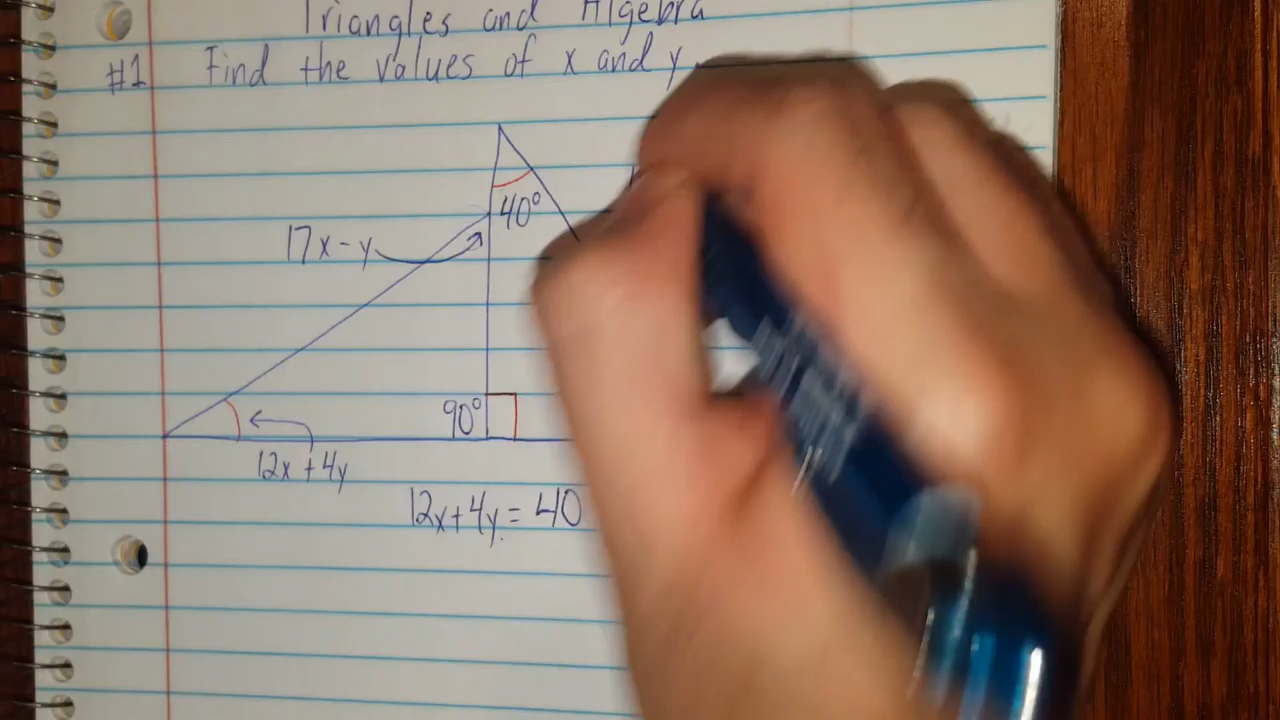 Triangles and Algebra
#1 Find the values of x and y
40°
17x-y
90°
12x+4y
12x+4y=40